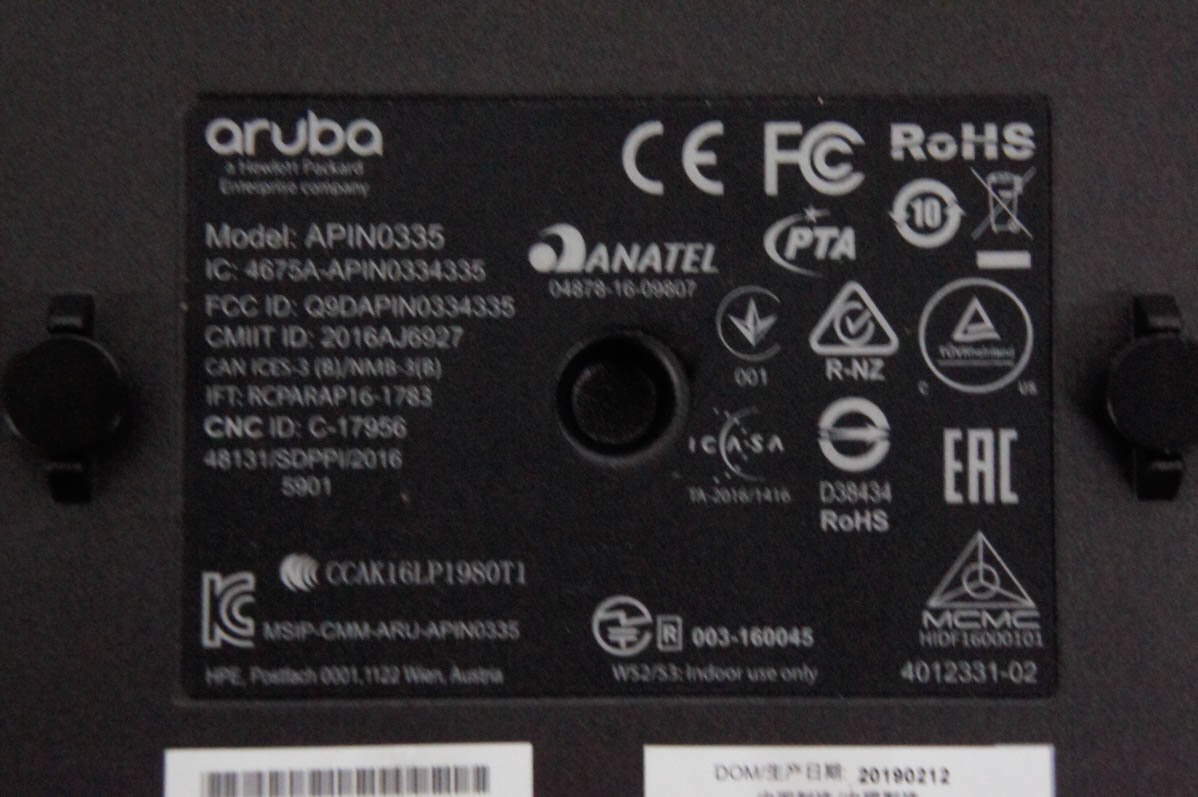 aruba
a Hewlett Packard
Enterprise company
CE FC RoHS
10
Model: APIN0335
IC: 4675A-APIN0334335
FCC ID: Q9DAPIN0334335
CMIIT ID: 2016AJ6927
CAN ICES-3 (B)/NMB-3(B)
IFT: RCPARAP16-1783
CNC ID: C-17956
48131/SDPPI/2016
5901
ANATEL
04878-16-09807
PTA
001
R-NZ
TÜVRheinland
C US
ICASA
TA-2016/1416
D38434
RoHS
EAC
CCAK16LP1980T1
KC
MSIP-CMM-ARU-APIN0335
R 003-160045
W52/53: Indoor use only
MCMC
HIDF16000101
HPE, Postfach 0001,1122 Wien, Austria
4012331-02
DOM/生产日期: 20190212